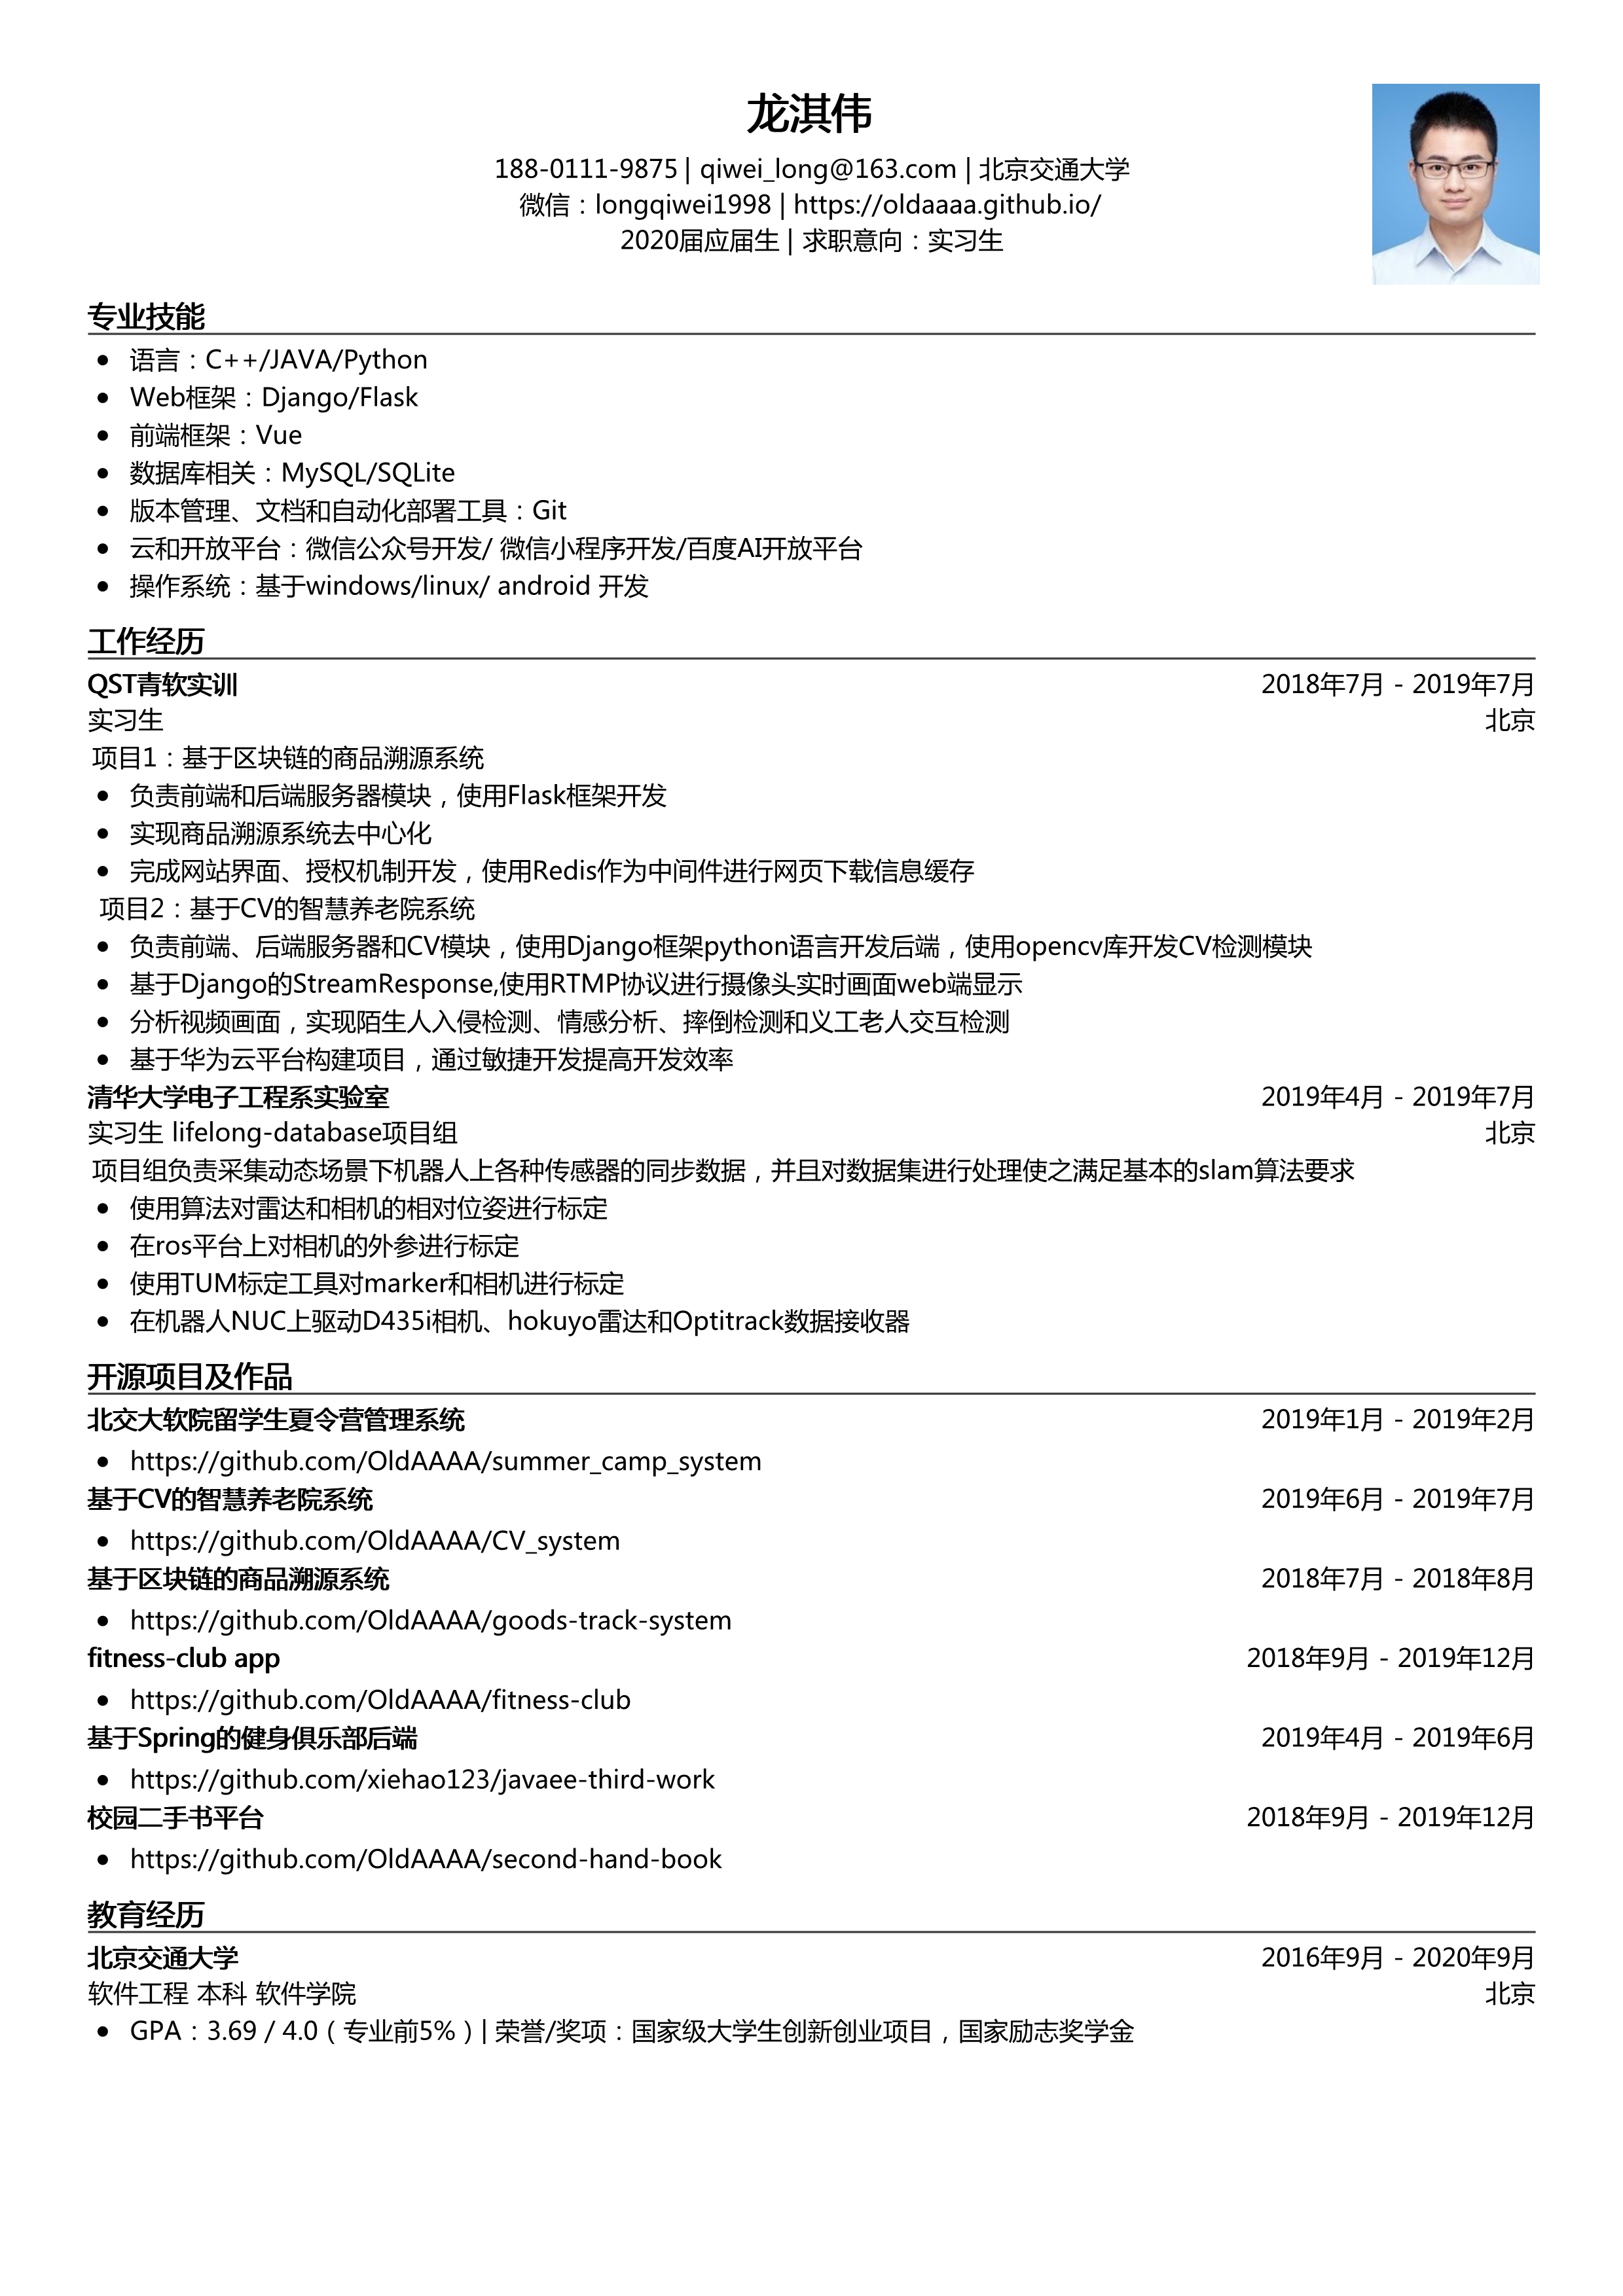 龙淇伟
188-0111-9875 | qiwei_long@163.com | 北京交通大学
微信：longqiwei1998 | https://oldaaaa.github.io/
2020届应届生 | 求职意向：实习生
专业技能
• 语言：C++/JAVA/Python
• Web框架：Django/Flask
• 前端框架：Vue
• 数据库相关：MySQL/SQLite
• 版本管理、文档和自动化部署工具：Git
• 云和开放平台：微信公众号开发/ 微信小程序开发/百度AI开放平台
• 操作系统：基于windows/linux/ android 开发
工作经历
QST青软实训 2018年7月 - 2019年7月
实习生 北京
项目1：基于区块链的商品溯源系统
• 负责前端和后端服务器模块，使用Flask框架开发
• 实现商品溯源系统去中心化
• 完成网站界面、授权机制开发，使用Redis作为中间件进行网页下载信息缓存
项目2：基于CV的智慧养老院系统
• 负责前端、后端服务器和CV模块，使用Django框架python语言开发后端，使用opencv库开发CV检测模块
• 基于Django的StreamResponse,使用RTMP协议进行摄像头实时画面web端显示
• 分析视频画面，实现陌生人入侵检测、情感分析、摔倒检测和义工老人交互检测
• 基于华为云平台构建项目，通过敏捷开发提高开发效率
清华大学电子工程系实验室 2019年4月 - 2019年7月
实习生 lifelong-database项目组 北京
项目组负责采集动态场景下机器人上各种传感器的同步数据，并且对数据集进行处理使之满足基本的slam算法要求
• 使用算法对雷达和相机的相对位姿进行标定
• 在ros平台上对相机的外参进行标定
• 使用TUM标定工具对marker和相机进行标定
• 在机器人NUC上驱动D435i相机、hokuyo雷达和Optitrack数据接收器
开源项目及作品
北交大软院留学生夏令营管理系统 2019年1月 - 2019年2月
• https://github.com/OldAAAA/summer_camp_system
基于CV的智慧养老院系统 2019年6月 - 2019年7月
• https://github.com/OldAAAA/CV_system
基于区块链的商品溯源系统 2018年7月 - 2018年8月
• https://github.com/OldAAAA/goods-track-system
fitness-club app 2018年9月 - 2019年12月
• https://github.com/OldAAAA/fitness-club
基于Spring的健身俱乐部后端 2019年4月 - 2019年6月
• https://github.com/xiehao123/javaee-third-work
校园二手书平台 2018年9月 - 2019年12月
• https://github.com/OldAAAA/second-hand-book
教育经历
北京交通大学 2016年9月 - 2020年9月
软件工程 本科 软件学院 北京
• GPA：3.69 / 4.0（专业前5%）| 荣誉/奖项：国家级大学生创新创业项目，国家励志奖学金